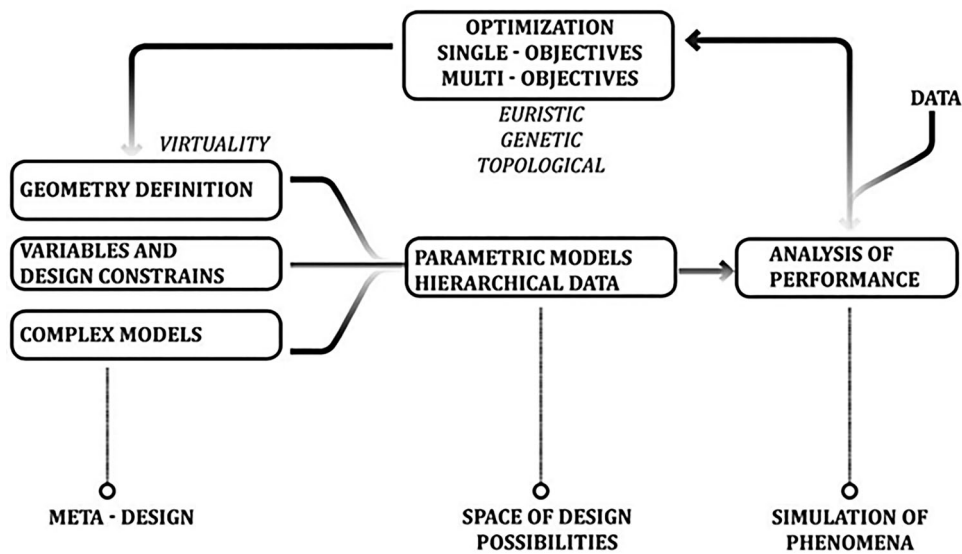 OPTIMIZATION
SINGLE - OBJECTIVES
MULTI - OBJECTIVES
EURISTIC
GENETIC
TOPOLOGICAL
DATA
VIRTUALITY
GEOMETRY DEFINITION
VARIABLES AND
DESIGN CONSTRAINS
COMPLEX MODELS
PARAMETRIC MODELS
HIERARCHICAL DATA
ANALYSIS OF
PERFORMANCE
META - DESIGN
SPACE OF DESIGN
POSSIBILITIES
SIMULATION OF
PHENOMENA